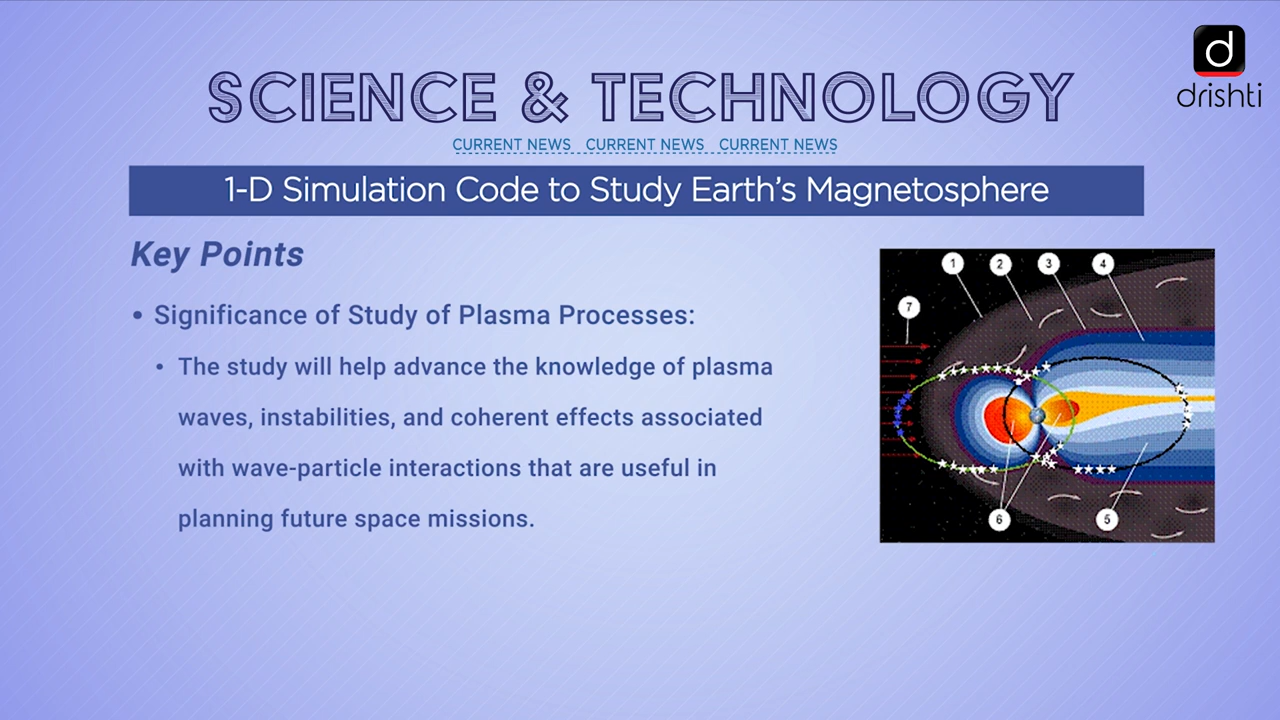 d
drishti
SCIENCE & TECHNOLOGY
CURRENT NEWS CURRENT NEWS CURRENT NEWS
1-D Simulation Code to Study Earth's Magnetosphere
Key Points
• Significance of Study of Plasma Processes:
• The study will help advance the knowledge of plasma
waves, instabilities, and coherent effects associated
with wave-particle interactions that are useful in
planning future space missions.
1 2 3 4
7
6 5